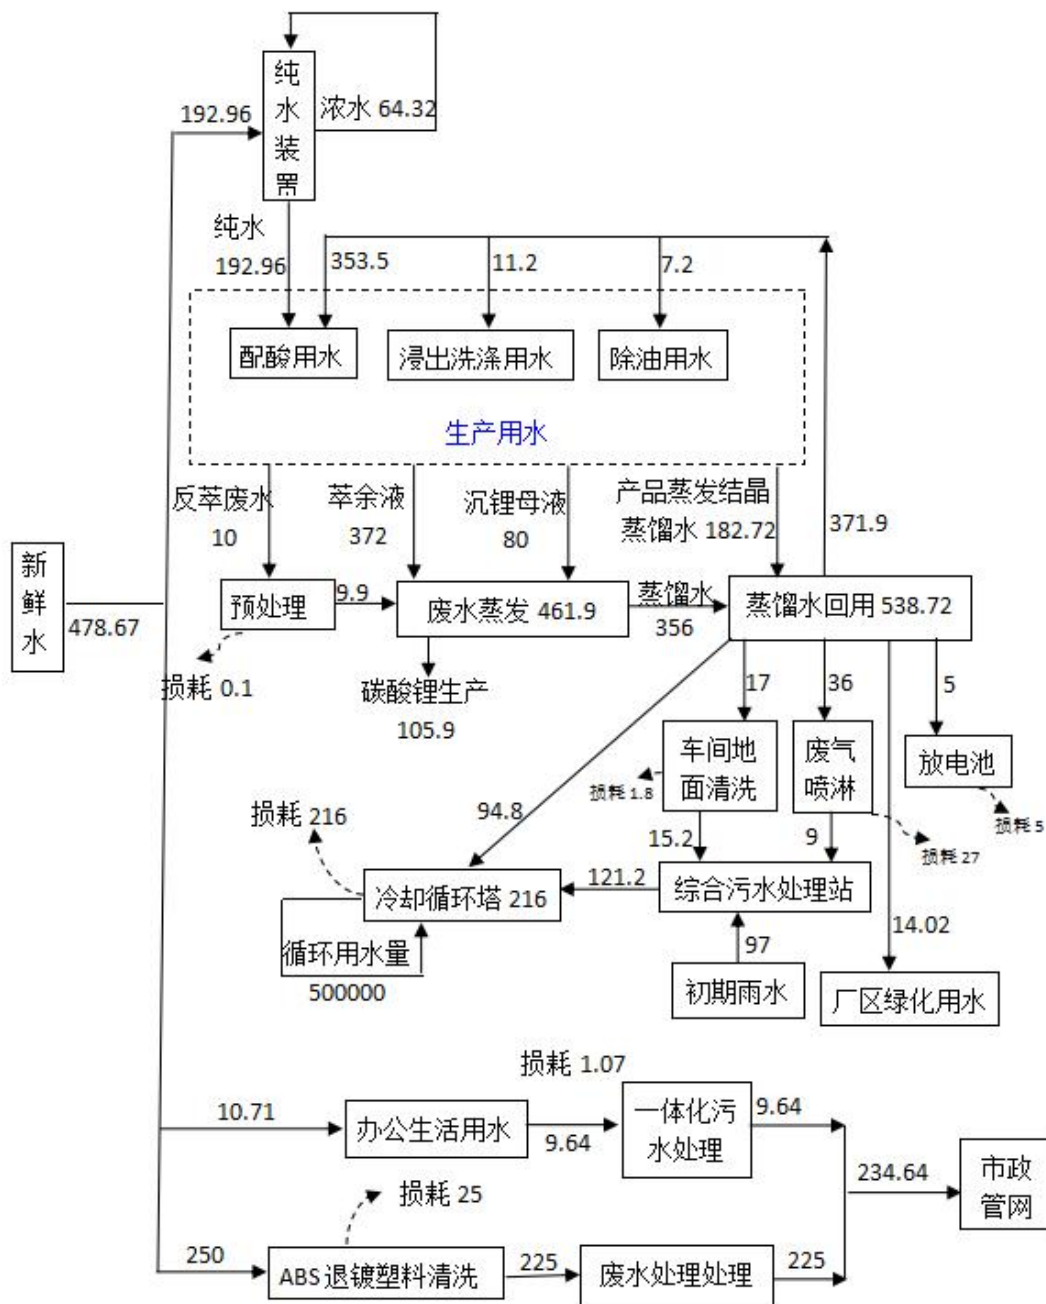 纯
水
装
置
浓水 64.32
192.96
纯水
192.96
353.5
11.2
7.2
配酸用水
浸出洗涤用水
除油用水
生产用水
反萃废水
10
萃余液
372
沉锂母液
80
产品蒸发结晶
蒸馏水 182.72
371.9
新
鲜
水
478.67
预处理
9.9
废水蒸发 461.9
蒸馏水
356
蒸馏水回用 538.72
损耗 0.1
碳酸锂生产
105.9
17
36
5
车间地
面清洗
废气
喷淋
放电池
损耗 1.8
损耗 5
损耗 27
损耗 216
94.8
15.2
9
冷却循环塔 216
121.2
综合污水处理站
14.02
循环用水量
500000
97
初期雨水
厂区绿化用水
损耗 1.07
10.71
办公生活用水
9.64
一体化污
水处理
9.64
234.64
市政
管网
损耗 25
250
ABS 退镀塑料清洗
225
废水处理处理
225